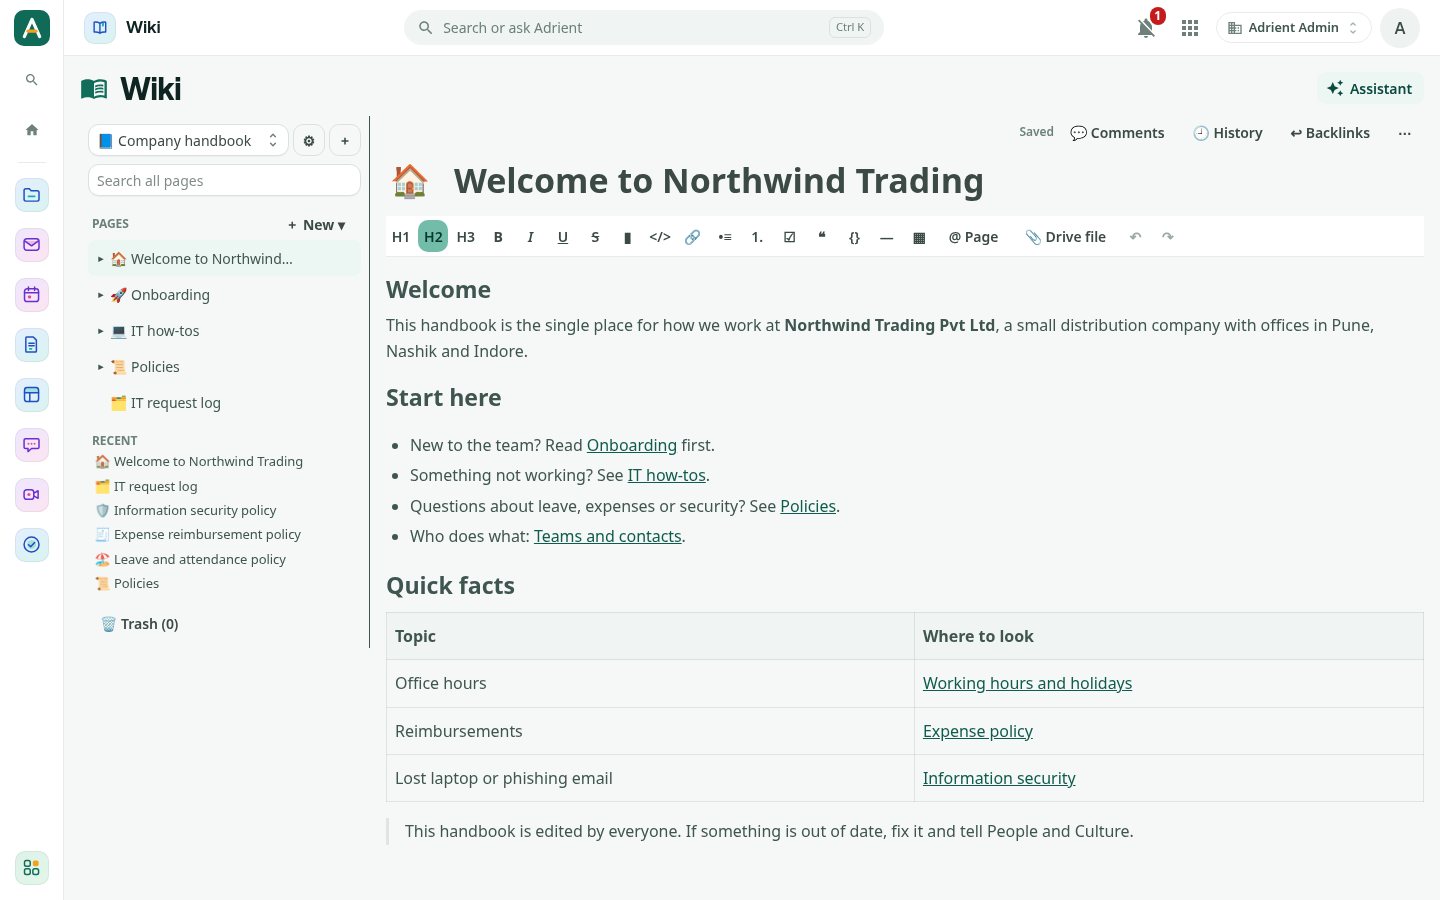 Wiki
Search or ask Adrient
Ctrl K
1
Adrient Admin
A
Wiki
Assistant
Company handbook
Search all pages
PAGES
+ New ▾
Welcome to Northwind...
Onboarding
IT how-tos
Policies
IT request log
RECENT
Welcome to Northwind Trading
IT request log
Information security policy
Expense reimbursement policy
Leave and attendance policy
Policies
Trash (0)
Saved
Comments
History
↩ Backlinks
···
Welcome to Northwind Trading
H1 H2 H3 B I U S ▮ </> 🔗 •≡ 1. ☑ ❝ {} — ▦ @ Page 📎 Drive file ↶ ↷
Welcome
This handbook is the single place for how we work at Northwind Trading Pvt Ltd, a small distribution company with offices in Pune,
Nashik and Indore.
Start here
• New to the team? Read Onboarding first.
• Something not working? See IT how-tos.
• Questions about leave, expenses or security? See Policies.
• Who does what: Teams and contacts.
Quick facts
Topic Where to look
Office hours Working hours and holidays
Reimbursements Expense policy
Lost laptop or phishing email Information security
This handbook is edited by everyone. If something is out of date, fix it and tell People and Culture.